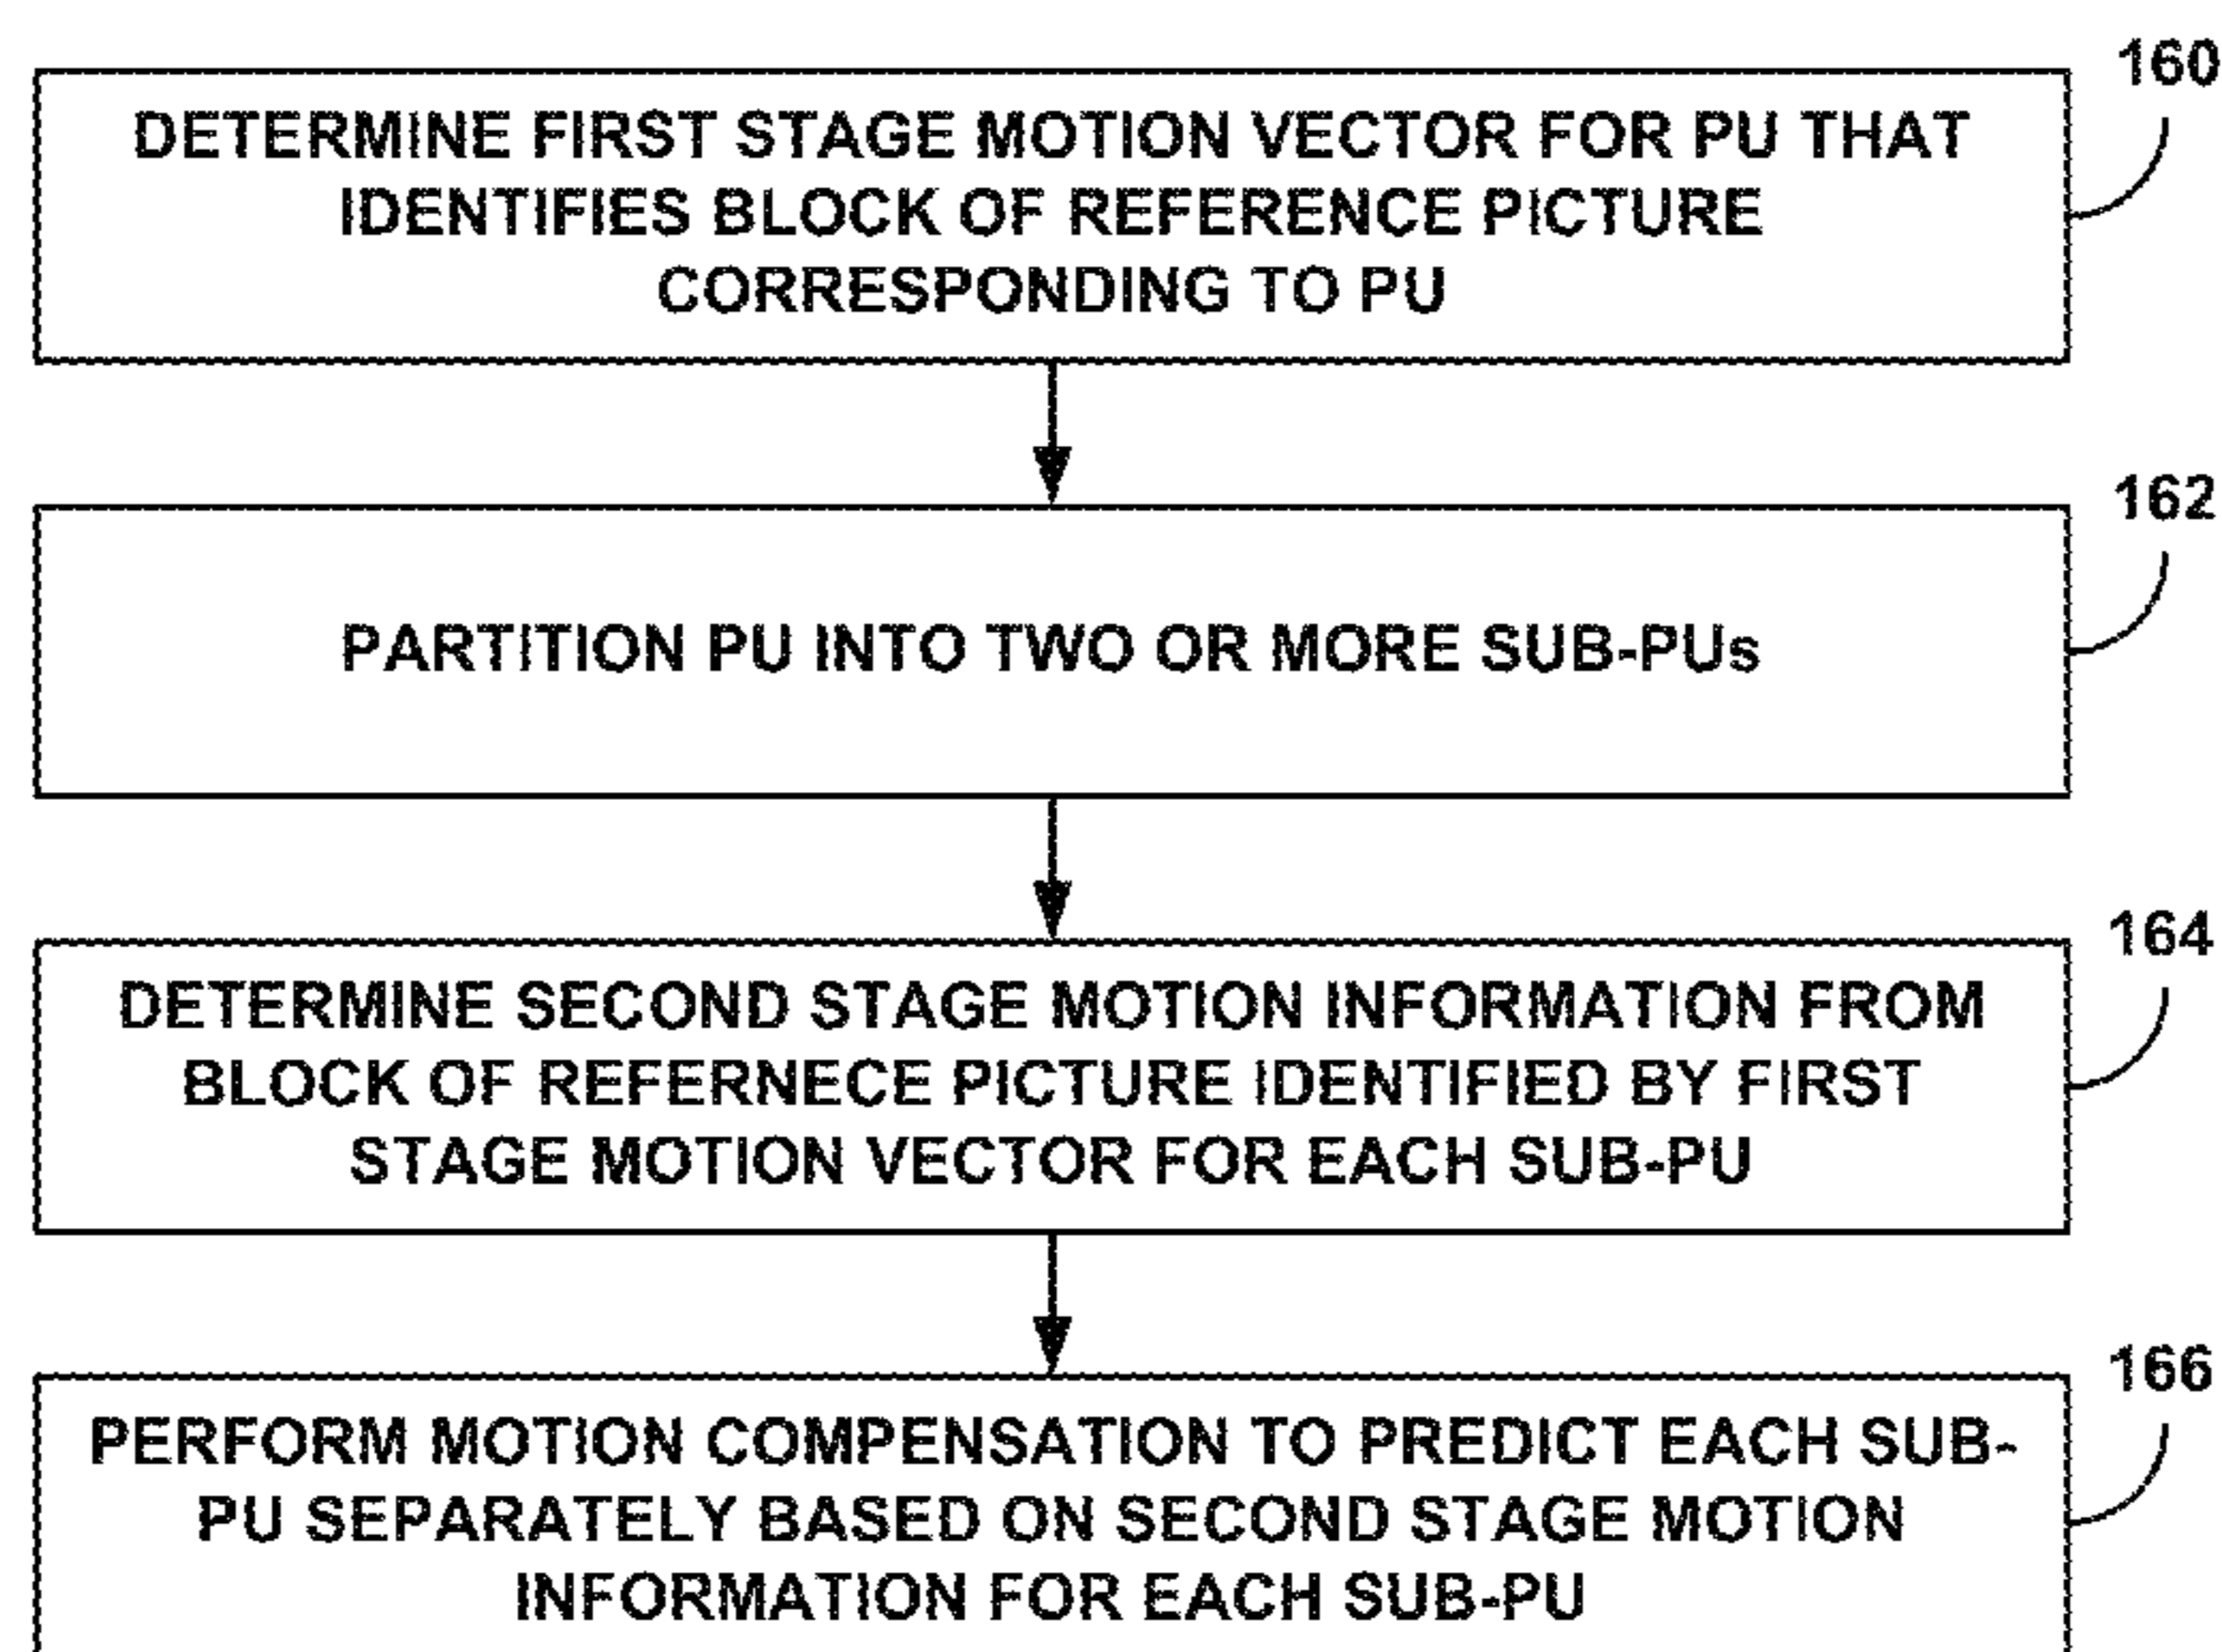 160
DETERMINE FIRST STAGE MOTION VECTOR FOR PU THAT
IDENTIFIES BLOCK OF REFERENCE PICTURE
CORRESPONDING TO PU
162
PARTITION PU INTO TWO OR MORE SUB-PUs
164
DETERMINE SECOND STAGE MOTION INFORMATION FROM
BLOCK OF REFERNECE PICTURE IDENTIFIED BY FIRST
STAGE MOTION VECTOR FOR EACH SUB-PU
166
PERFORM MOTION COMPENSATION TO PREDICT EACH SUB-
PU SEPARATELY BASED ON SECOND STAGE MOTION
INFORMATION FOR EACH SUB-PU